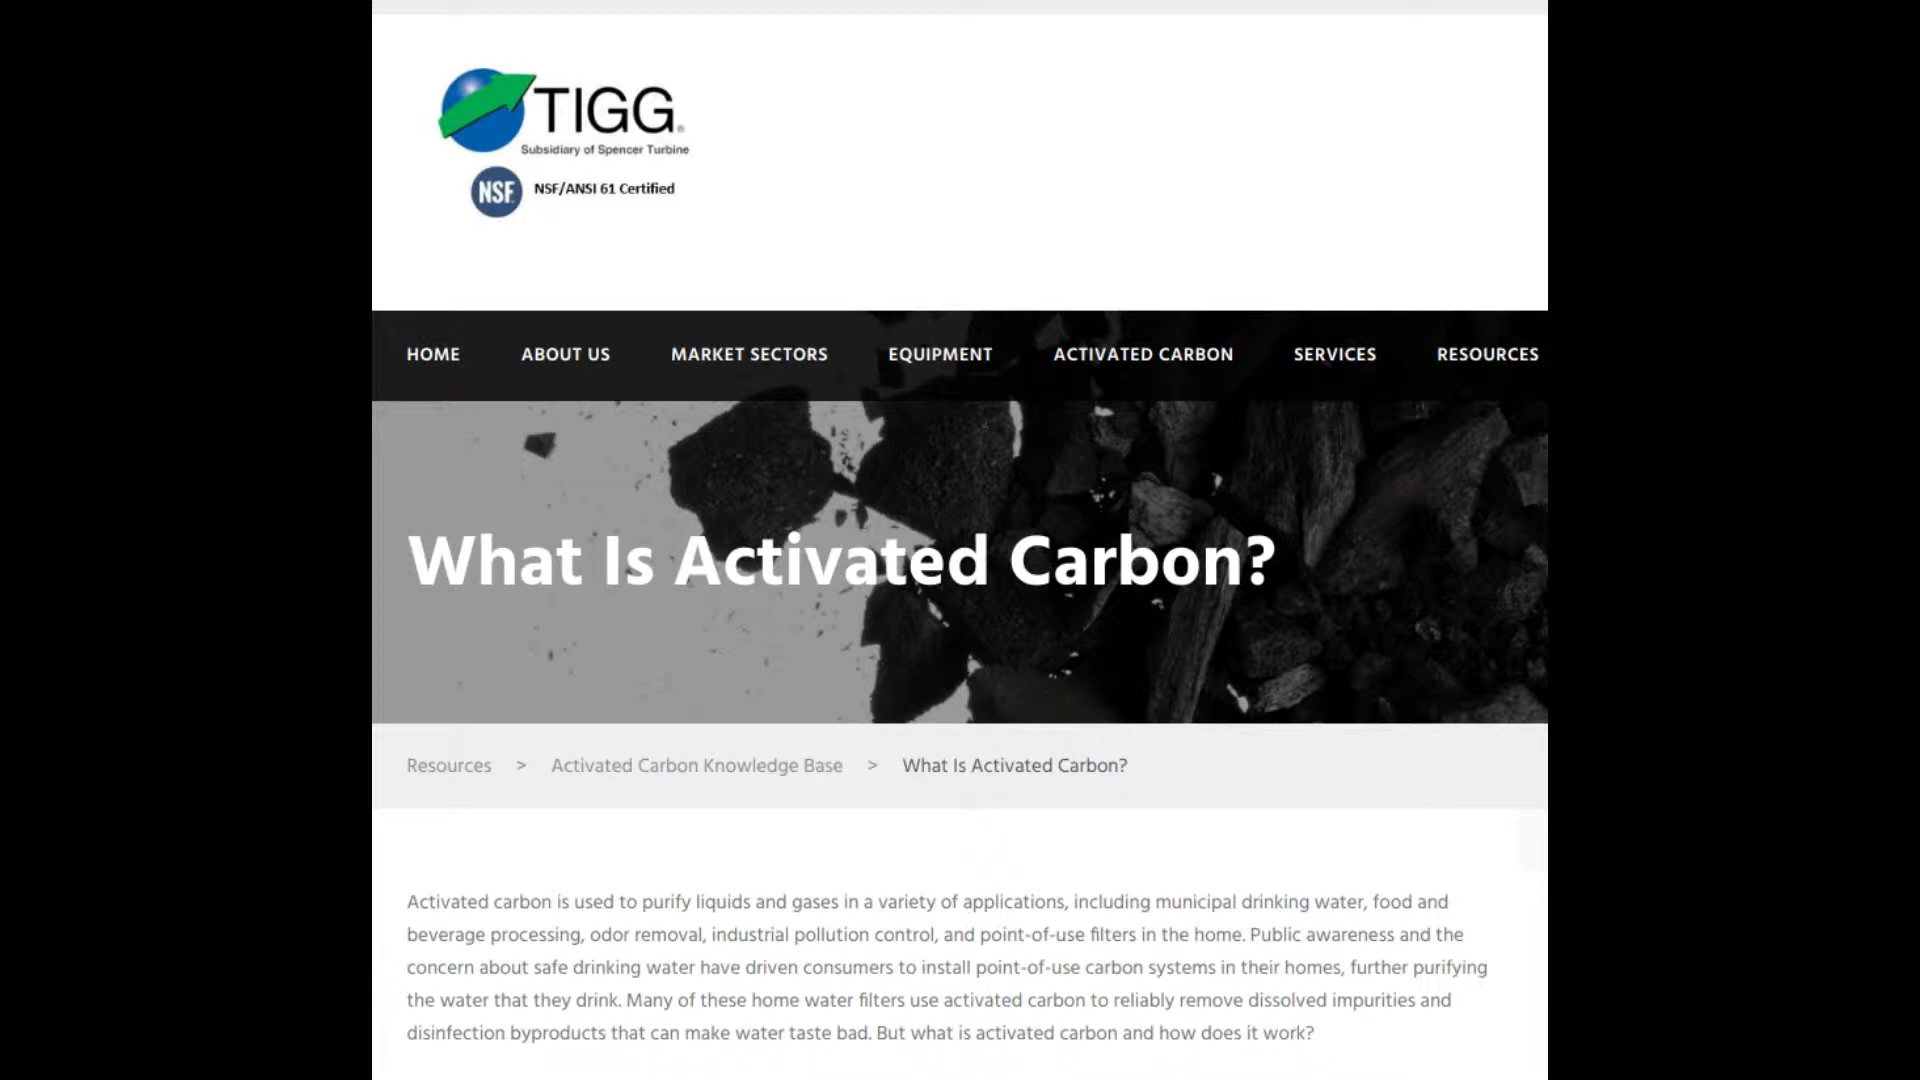 TIGG®
Subsidiary of Spencer Turbine
NSF. NSF/ANSI 61 Certified
HOME ABOUT US MARKET SECTORS EQUIPMENT ACTIVATED CARBON SERVICES RESOURCES
What Is Activated Carbon?
Resources > Activated Carbon Knowledge Base > What Is Activated Carbon?
Activated carbon is used to purify liquids and gases in a variety of applications, including municipal drinking water, food and
beverage processing, odor removal, industrial pollution control, and point-of-use filters in the home. Public awareness and the
concern about safe drinking water have driven consumers to install point-of-use carbon systems in their homes, further purifying
the water that they drink. Many of these home water filters use activated carbon to reliably remove dissolved impurities and
disinfection byproducts that can make water taste bad. But what is activated carbon and how does it work?